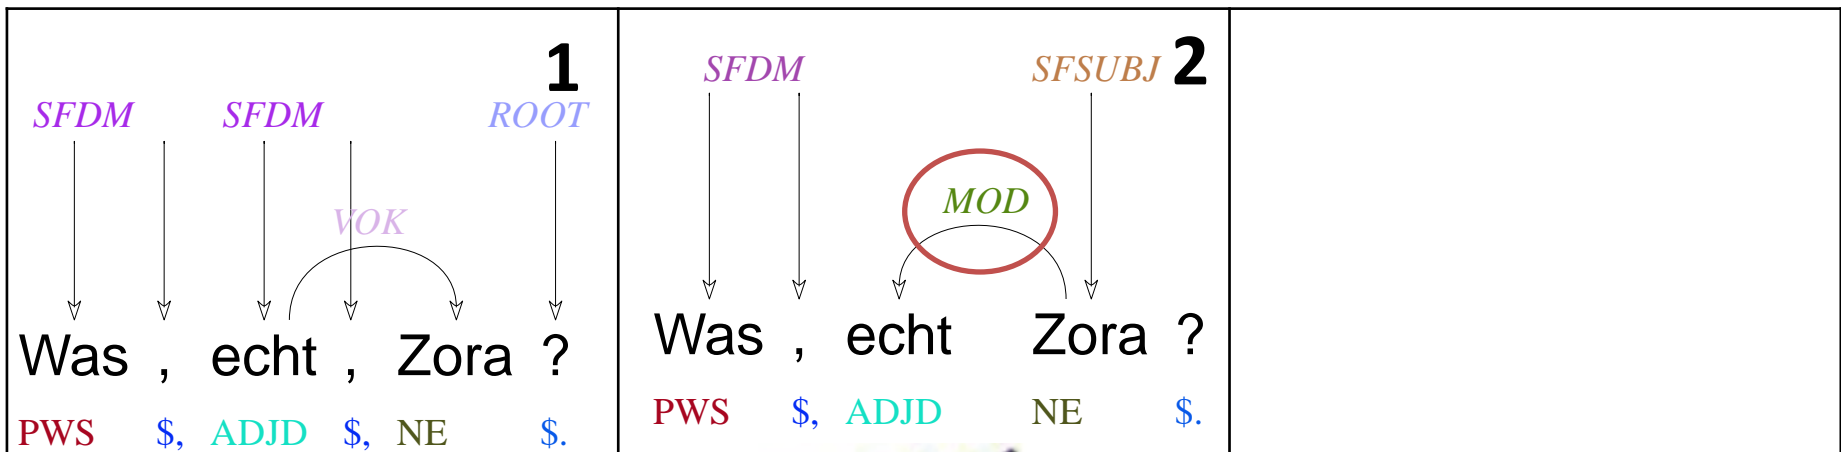 1
SFDM SFDM ROOT
VOK
Was , echt , Zora ?
PWS $, ADJD $, NE $.
SFDM SFSUBJ 2
MOD
Was , echt Zora ?
PWS $, ADJD NE $.